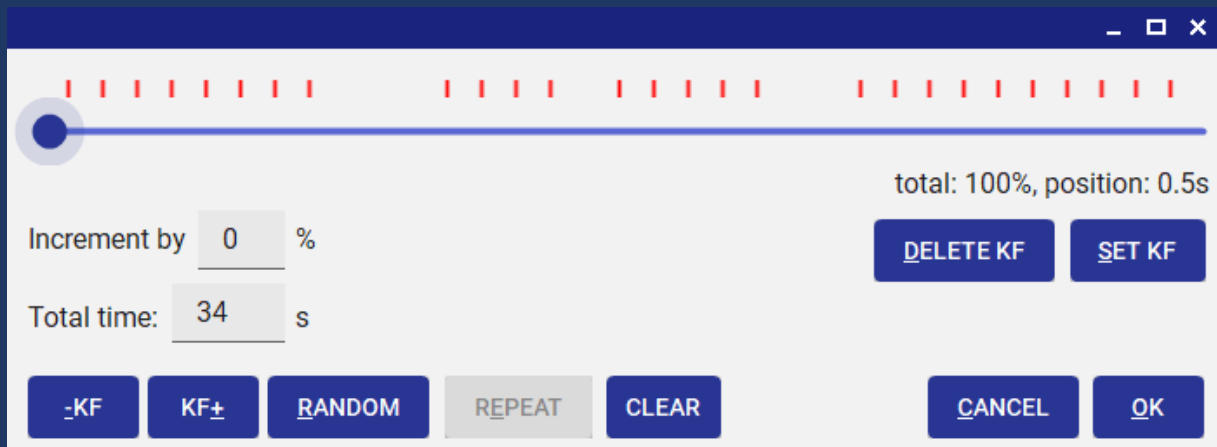 total: 100%, position: 0.5s
Increment by 0 %
DELETE KF SET KF
Total time: 34 s
-KF KF+ RANDOM REPEAT CLEAR CANCEL OK